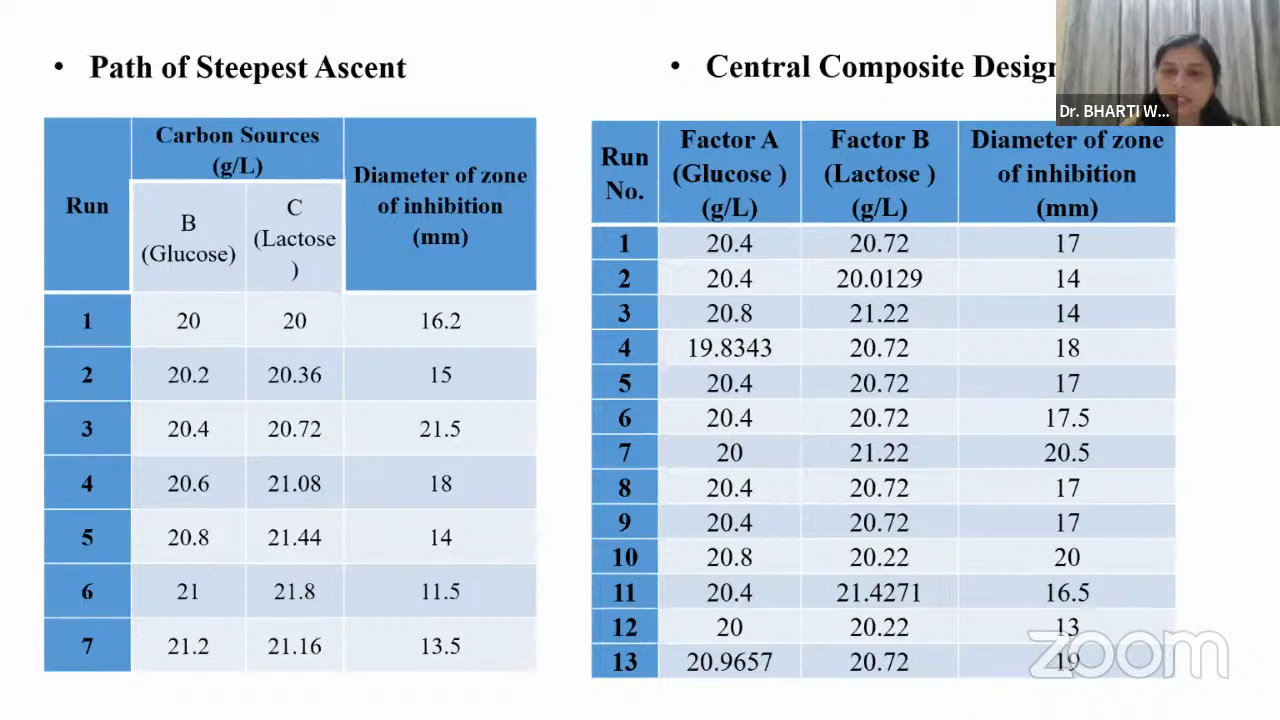 • Path of Steepest Ascent
Run
Carbon Sources
(g/L)
Diameter of zone
of inhibition
(mm)
B
(Glucose)
C
(Lactose
)
1 20 20 16.2
2 20.2 20.36 15
3 20.4 20.72 21.5
4 20.6 21.08 18
5 20.8 21.44 14
6 21 21.8 11.5
7 21.2 21.16 13.5
• Central Composite Design
Dr. BHARTI W...
Run
No.
Factor A
(Glucose )
(g/L)
Factor B
(Lactose )
(g/L)
Diameter of zone
of inhibition
(mm)
1 20.4 20.72 17
2 20.4 20.0129 14
3 20.8 21.22 14
4 19.8343 20.72 18
5 20.4 20.72 17
6 20.4 20.72 17.5
7 20 21.22 20.5
8 20.4 20.72 17
9 20.4 20.72 17
10 20.8 20.22 20
11 20.4 21.4271 16.5
12 20 20.22 13
13 20.9657 20.72 19
zoom